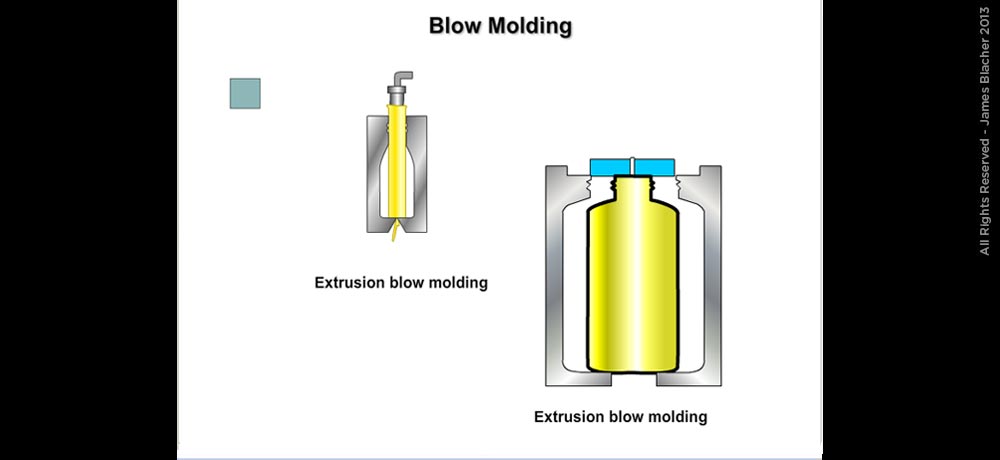 Blow Molding
Extrusion blow molding
Extrusion blow molding
All Rights Reserved - James Blacher 2013